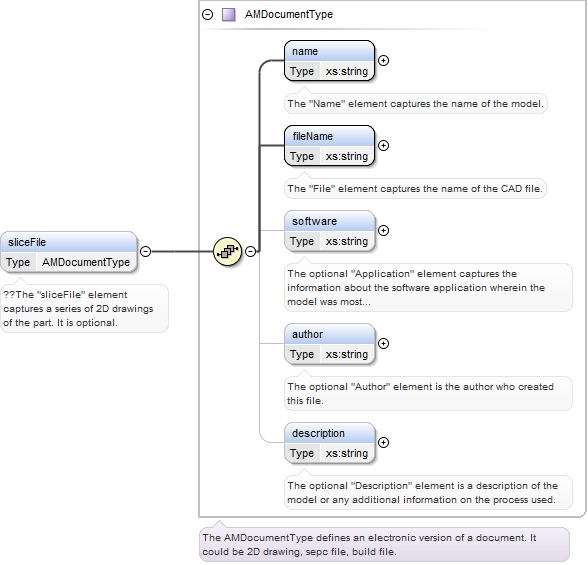 AMDocumentType
name
Type xs:string
The "Name" element captures the name of the model.
fileName
Type xs:string
The "File" element captures the name of the CAD file.
software
Type xs:string
The optional "Application" element captures the
information about the software application wherein the
model was most...
sliceFile
Type AMDocumentType
??The "sliceFile" element
captures a series of 2D drawings
of the part. It is optional.
author
Type xs:string
The optional "Author" element is the author who created
this file.
description
Type xs:string
The optional "Description" element is a description of the
model or any additional information on the process used.
The AMDocumentType defines an electronic version of a document. It
could be 2D drawing, sepc file, build file.